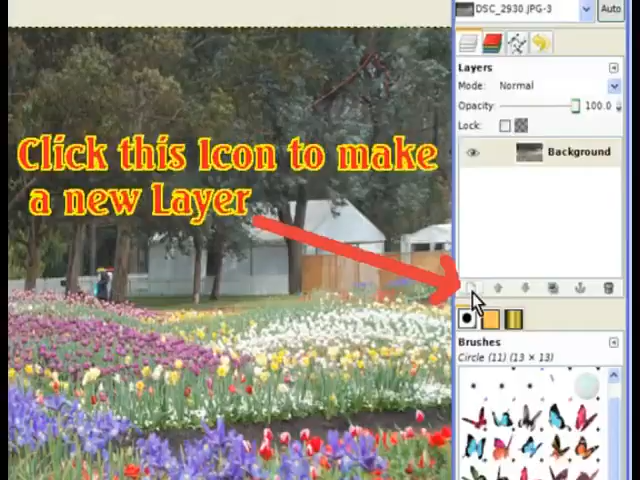 DSC_2930.JPG-3
Auto
Layers
Mode: Normal
Opacity: 100.0
Lock:
Background
Click this Icon to make
a new Layer
Brushes
Circle (11) (13 × 13)